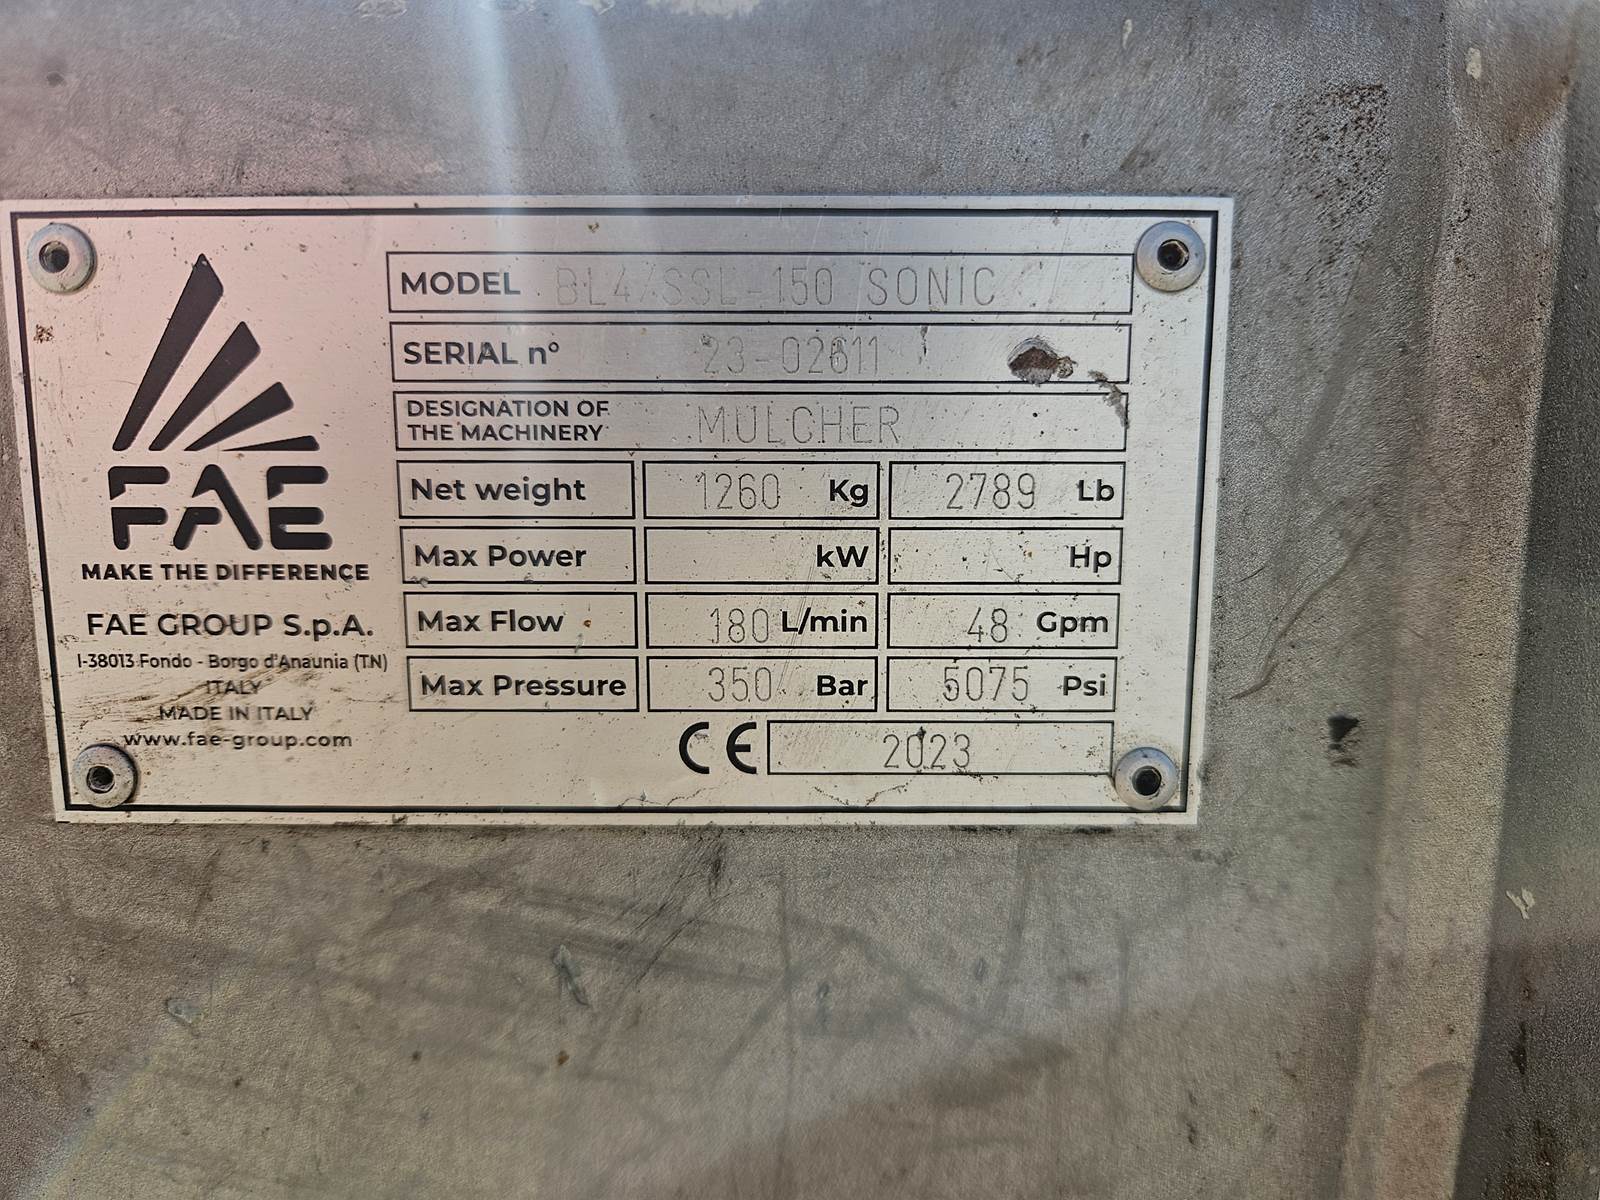 FAE
MAKE THE DIFFERENCE
FAE GROUP S.p.A.
I-38013 Fondo - Borgo d'Anaunia (TN)
ITALY
MADE IN ITALY
www.fae-group.com
MODEL BL4/SSL-150 SONIC
SERIAL n° 23-02611
DESIGNATION OF
THE MACHINERY MULCHER
Net weight 1260 Kg 2789 Lb
Max Power kW Hp
Max Flow 180 L/min 48 Gpm
Max Pressure 350 Bar 5075 Psi
CE 2023